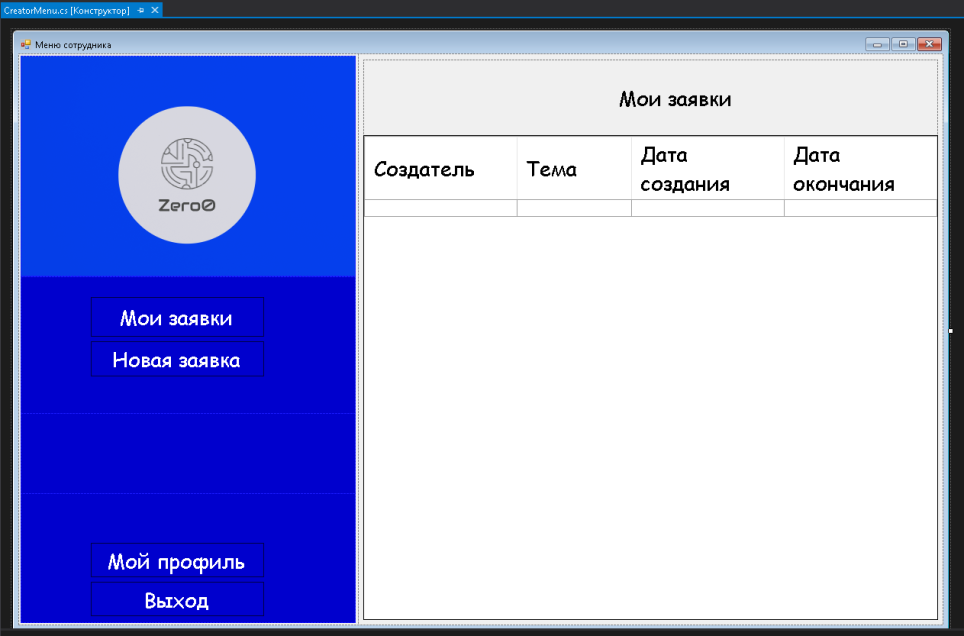 CreatorMenu.cs [Конструктор]
Меню сотрудника
Zero0
Мои заявки
Новая заявка
Мой профиль
Выход
Мои заявки
Создатель
Тема
Дата
создания
Дата
окончания